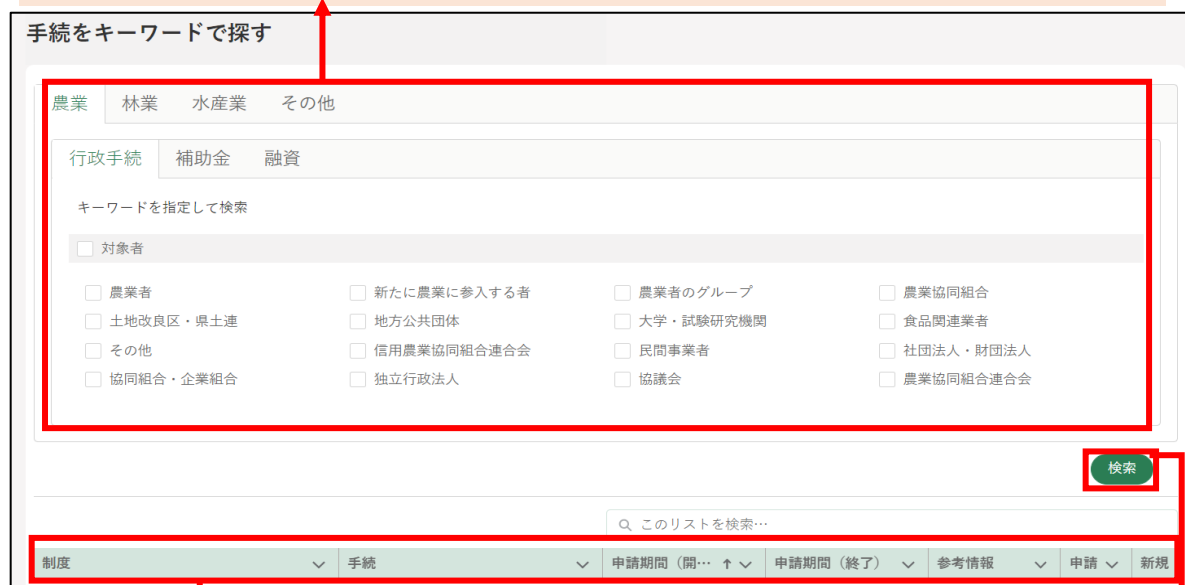 手続をキーワードで探す
農業 林業 水産業 その他
行政手続 補助金 融資
キーワードを指定して検索
対象者
農業者 新たに農業に参入する者 農業者のグループ 農業協同組合
土地改良区・県土連 地方公共団体 大学・試験研究機関 食品関連業者
その他 信用農業協同組合連合会 民間事業者 社団法人・財団法人
協同組合・企業組合 独立行政法人 協議会 農業協同組合連合会
検索
このリストを検索…
制度 手続 申請期間（開… ↑ 申請期間（終了） 参考情報 申請 新規